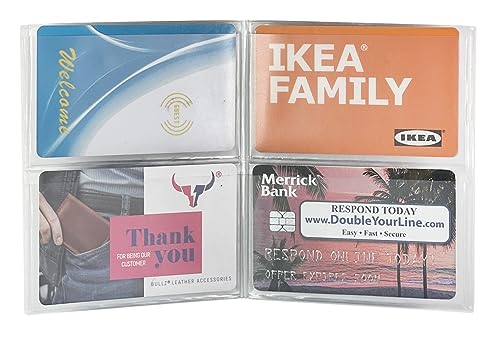 Welcome
GUEST
IKEA®
FAMILY
IKEA
Thank
you
FOR BEING OUR
CUSTOMER
BULLZ® LEATHER ACCESSORIES
Merrick
Bank
RESPOND TODAY
www.DoubleYourLine.com
Easy • Fast • Secure
RESPOND ONLINE TODAY!
OFFER EXPIRES SOON